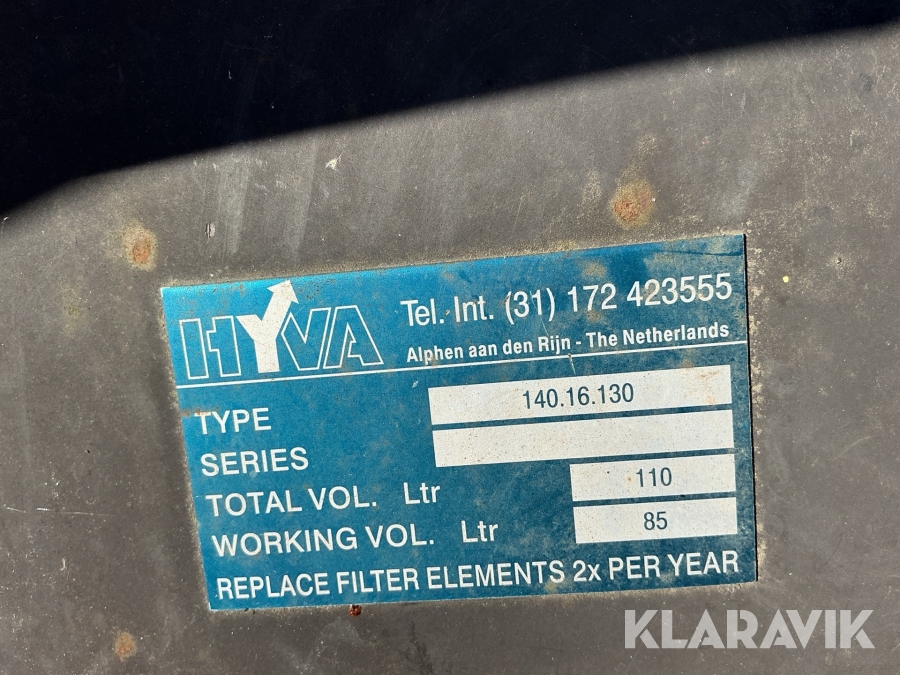 HYVA
Tel. Int. (31) 172 423555
Alphen aan den Rijn - The Netherlands
TYPE 140.16.130
SERIES
TOTAL VOL. Ltr 110
WORKING VOL. Ltr 85
REPLACE FILTER ELEMENTS 2x PER YEAR
KLARAVIK